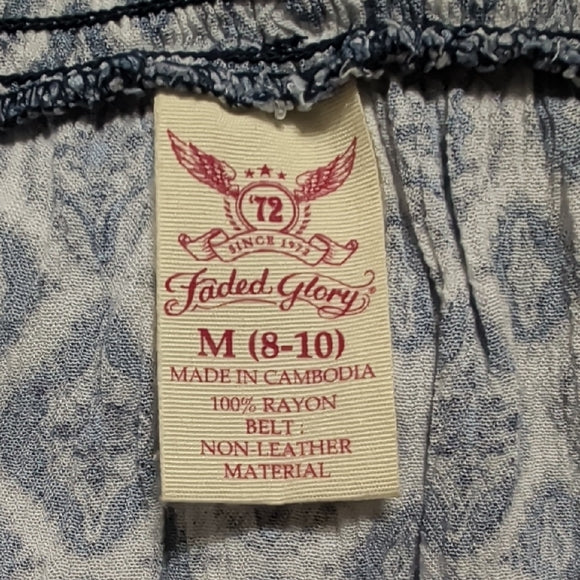 '72
SINCE 1972
Faded Glory®
M (8-10)
MADE IN CAMBODIA
100% RAYON
BELT :
NON-LEATHER
MATERIAL